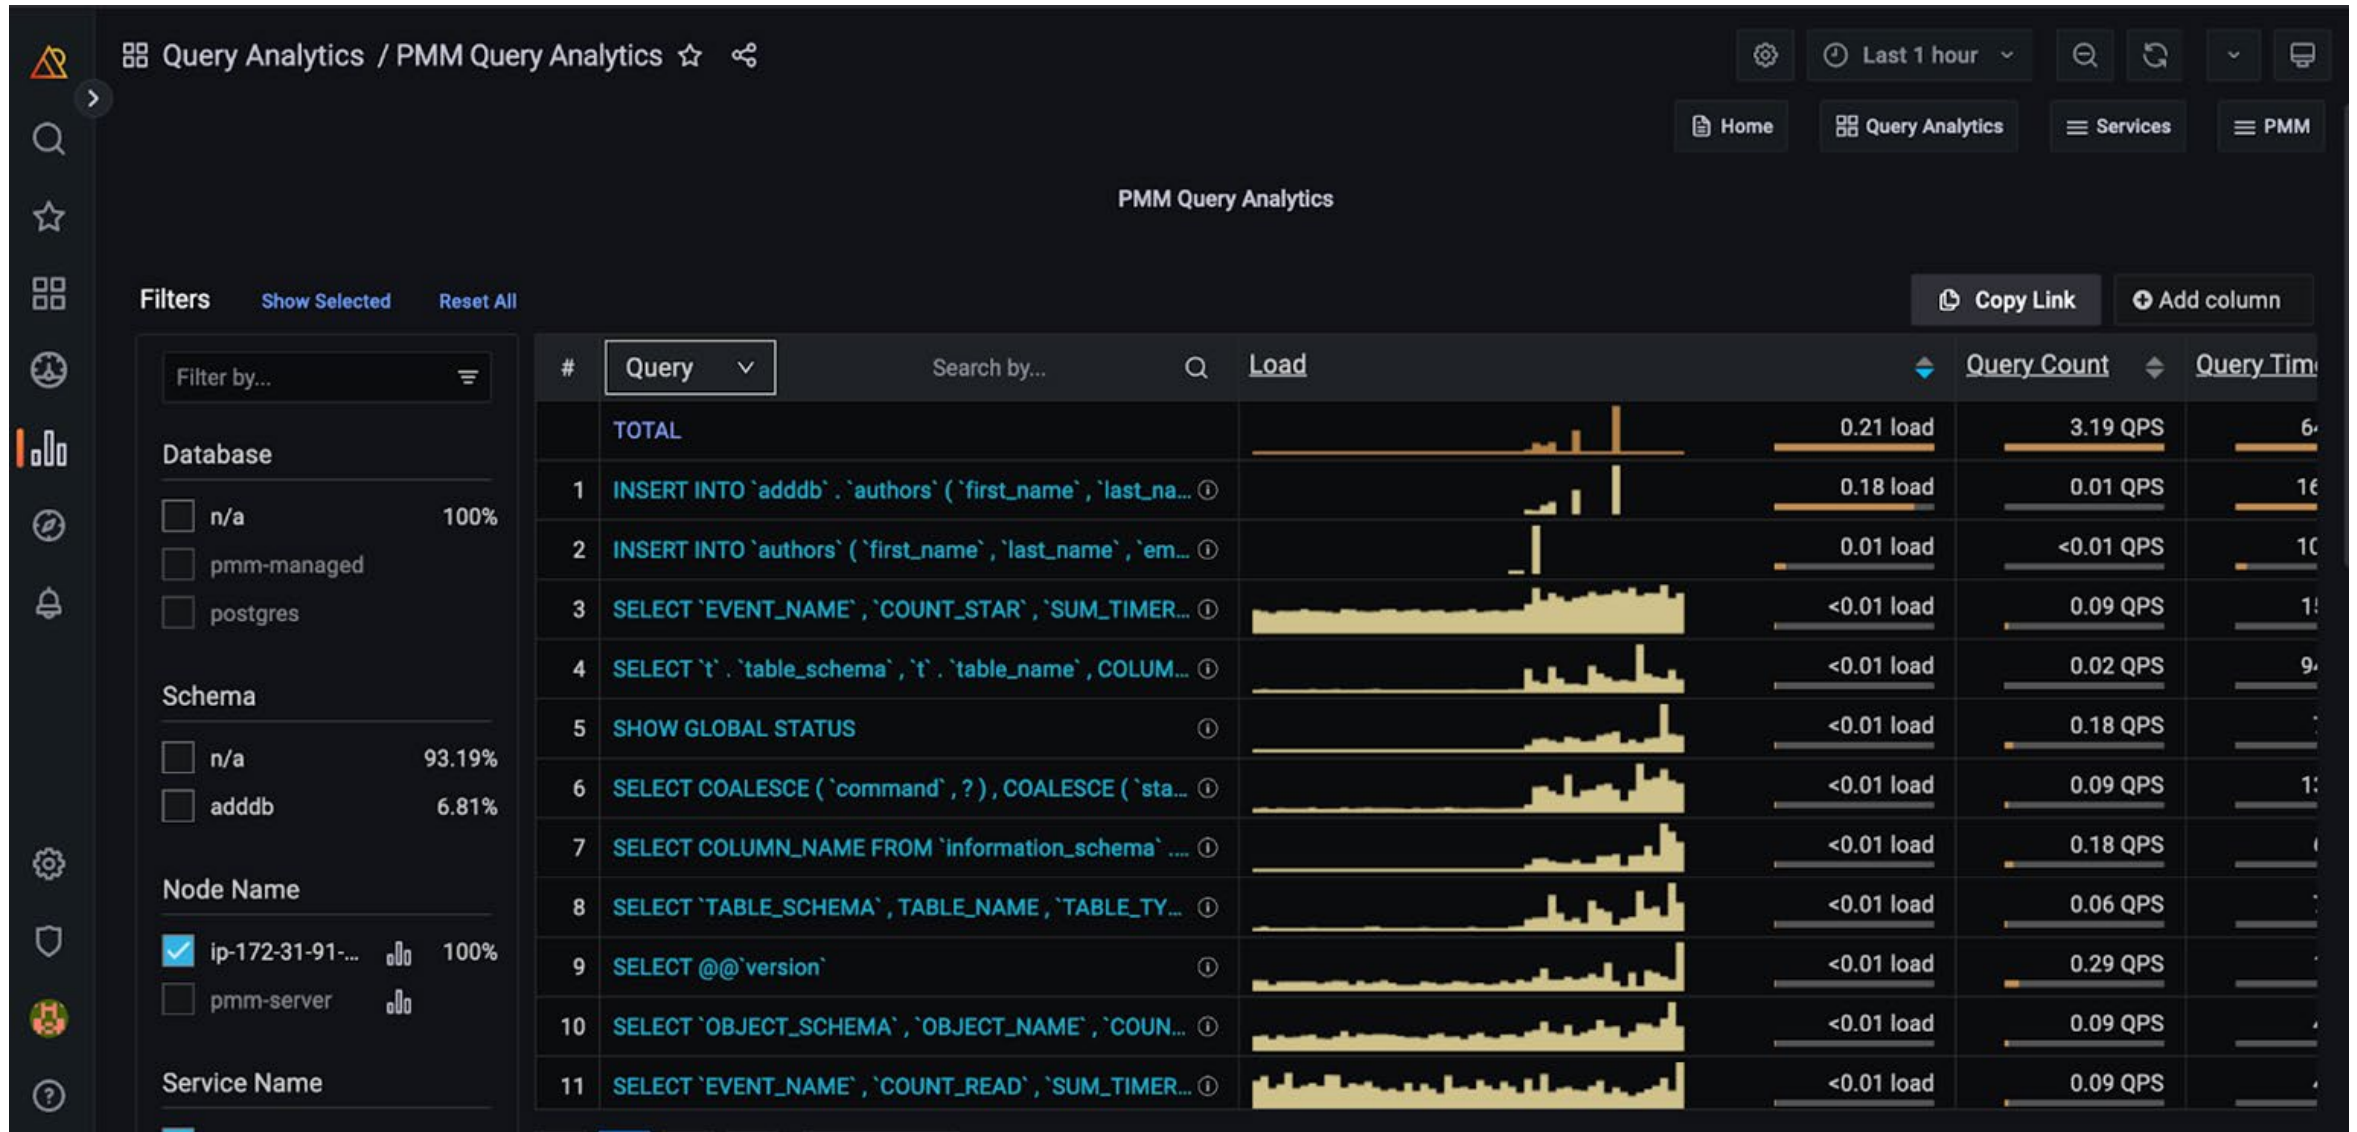 Query Analytics / PMM Query Analytics
Last 1 hour
Home
Query Analytics
Services
PMM
PMM Query Analytics
Filters
Show Selected
Reset All
Copy Link
Add column
Filter by...
Database
n/a 100%
pmm-managed
postgres
Schema
n/a 93.19%
adddb 6.81%
Node Name
ip-172-31-91-... 100%
pmm-server
Service Name
# Query Search by... Load Query Count Query Tim
TOTAL 0.21 load 3.19 QPS
1 INSERT INTO `adddb` . `authors` ( `first_name` , `last_na... 0.18 load 0.01 QPS 16
2 INSERT INTO `authors` ( `first_name` , `last_name` , `em... 0.01 load <0.01 QPS 10
3 SELECT `EVENT_NAME` , `COUNT_STAR` , `SUM_TIMER... <0.01 load 0.09 QPS
4 SELECT `t` . `table_schema` , `t` . `table_name` , COLUM... <0.01 load 0.02 QPS
5 SHOW GLOBAL STATUS <0.01 load 0.18 QPS
6 SELECT COALESCE ( `command` , ? ) , COALESCE ( `sta... <0.01 load 0.09 QPS
7 SELECT COLUMN_NAME FROM `information_schema` .... <0.01 load 0.18 QPS
8 SELECT `TABLE_SCHEMA` , TABLE_NAME , `TABLE_TY... <0.01 load 0.06 QPS
9 SELECT @@`version` <0.01 load 0.29 QPS
10 SELECT `OBJECT_SCHEMA` , `OBJECT_NAME` , `COUN... <0.01 load 0.09 QPS
11 SELECT `EVENT_NAME` , `COUNT_READ` , `SUM_TIMER... <0.01 load 0.09 QPS